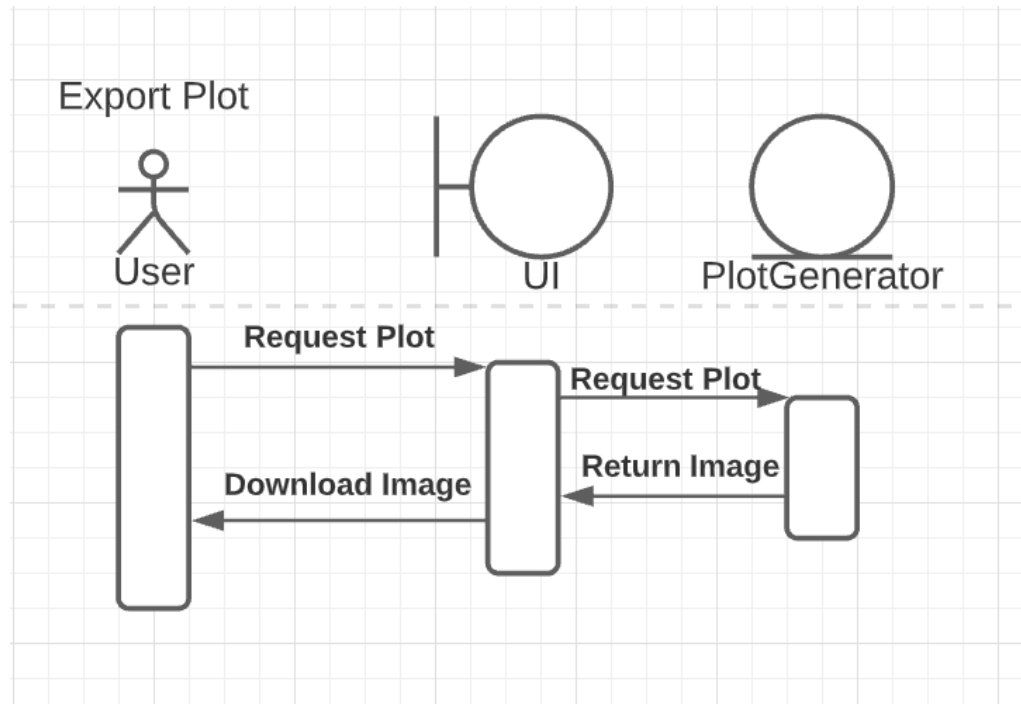 Export Plot
User
UI
PlotGenerator
Request Plot
Request Plot
Return Image
Download Image